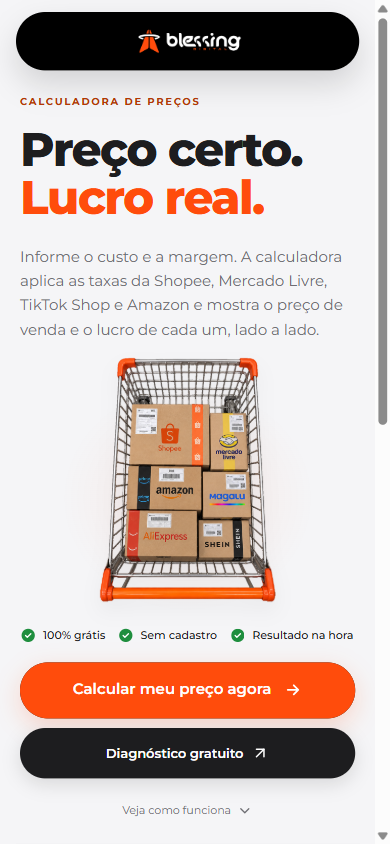 blessing
CALCULADORA DE PREÇOS
Preço certo.
Lucro real.
Informe o custo e a margem. A calculadora
aplica as taxas da Shopee, Mercado Livre,
TikTok Shop e Amazon e mostra o preço de
venda e o lucro de cada um, lado a lado.
Shopee
mercado
livre
amazon
MAGALU
AliExpress
SHEIN
SHEIN
100% grátis
Sem cadastro
Resultado na hora
Calcular meu preço agora
Diagnóstico gratuito
Veja como funciona